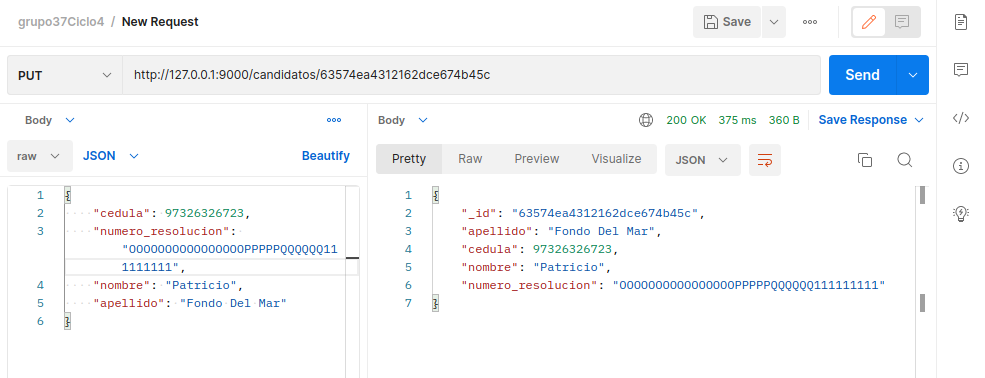 grupo37Ciclo4 / New Request
Save
PUT
http://127.0.0.1:9000/candidatos/63574ea4312162dce674b45c
Send
Body
raw
JSON
Beautify
1 {
2 "cedula": 97326326723,
3 "numero_resolucion":
"OOOOOOOOOOOOOOOOPPPPPQQQQQQ11
1111111",
4 "nombre": "Patricio",
5 "apellido": "Fondo Del Mar"
6 }
Body
200 OK 375 ms 360 B
Save Response
Pretty Raw Preview Visualize JSON
1 {
2 "_id": "63574ea4312162dce674b45c",
3 "apellido": "Fondo Del Mar",
4 "cedula": 97326326723,
5 "nombre": "Patricio",
6 "numero_resolucion": "OOOOOOOOOOOOOOOOPPPPPQQQQQQ111111111"
7 }